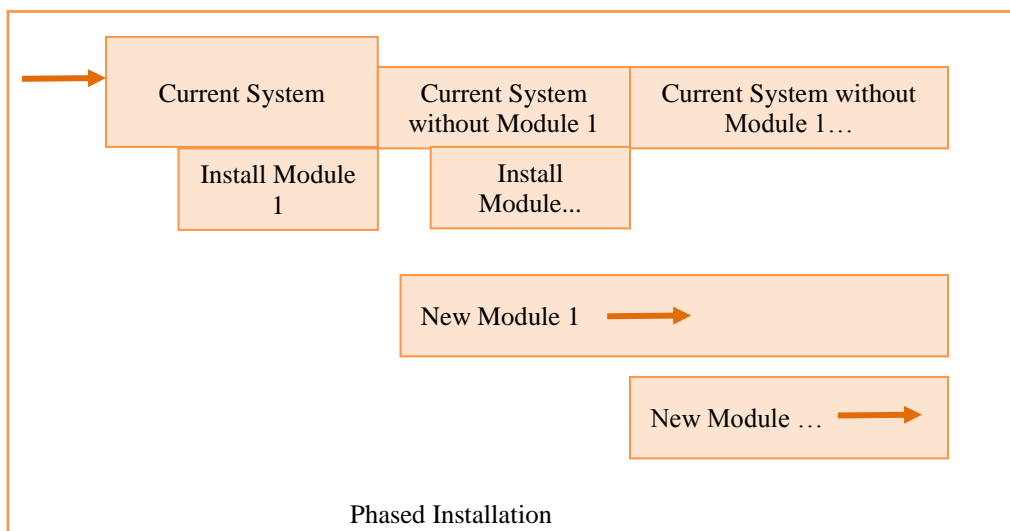 Current System
Current System
without Module 1
Current System without
Module 1…
Install Module
1
Install
Module...
New Module 1
New Module …
Phased Installation